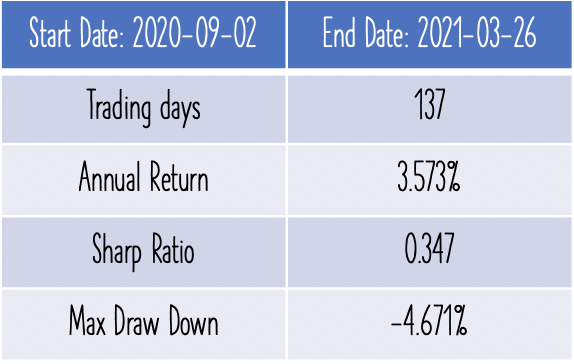 Start Date: 2020-09-02 End Date: 2021-03-26
Trading days 137
Annual Return 3.573%
Sharp Ratio 0.347
Max Draw Down -4.671%